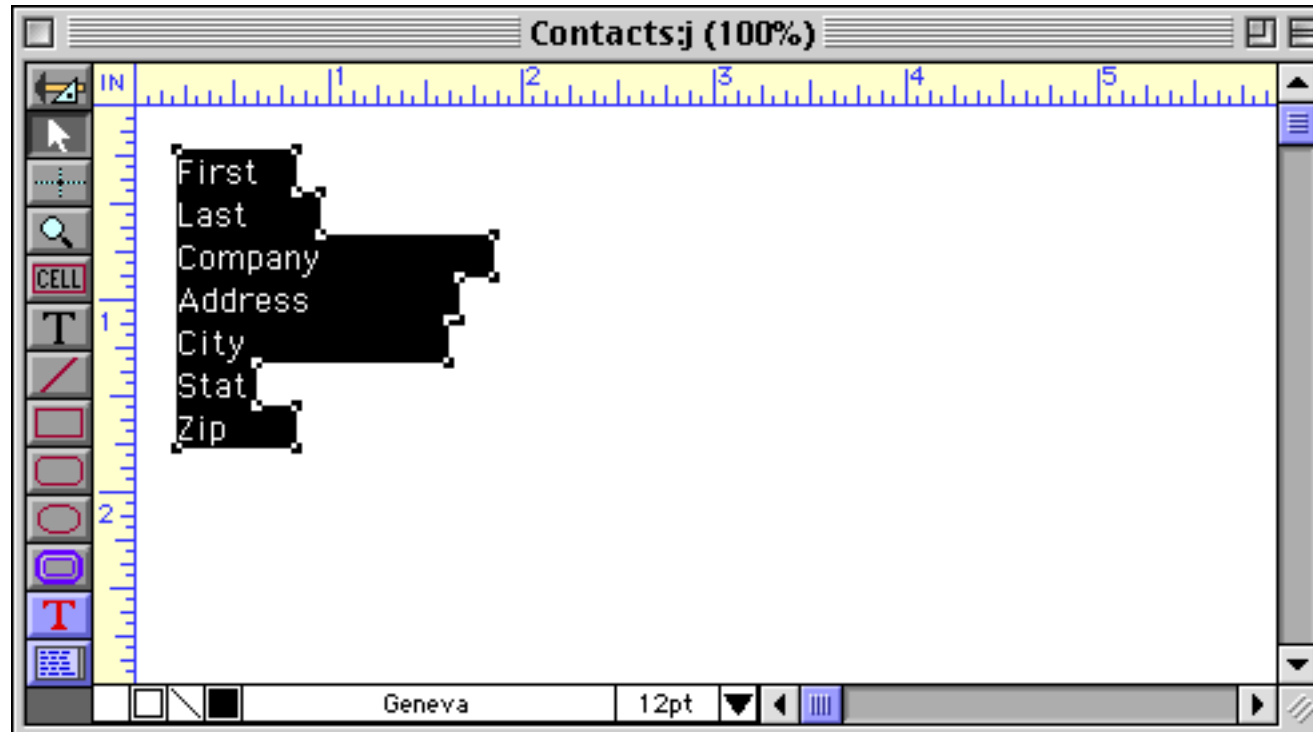 Contacts:j (100%)
IN 1 2 3 4 5
First
Last
Company
Address
City
Stat
Zip
CELL
T
1
2
T
Geneva 12pt